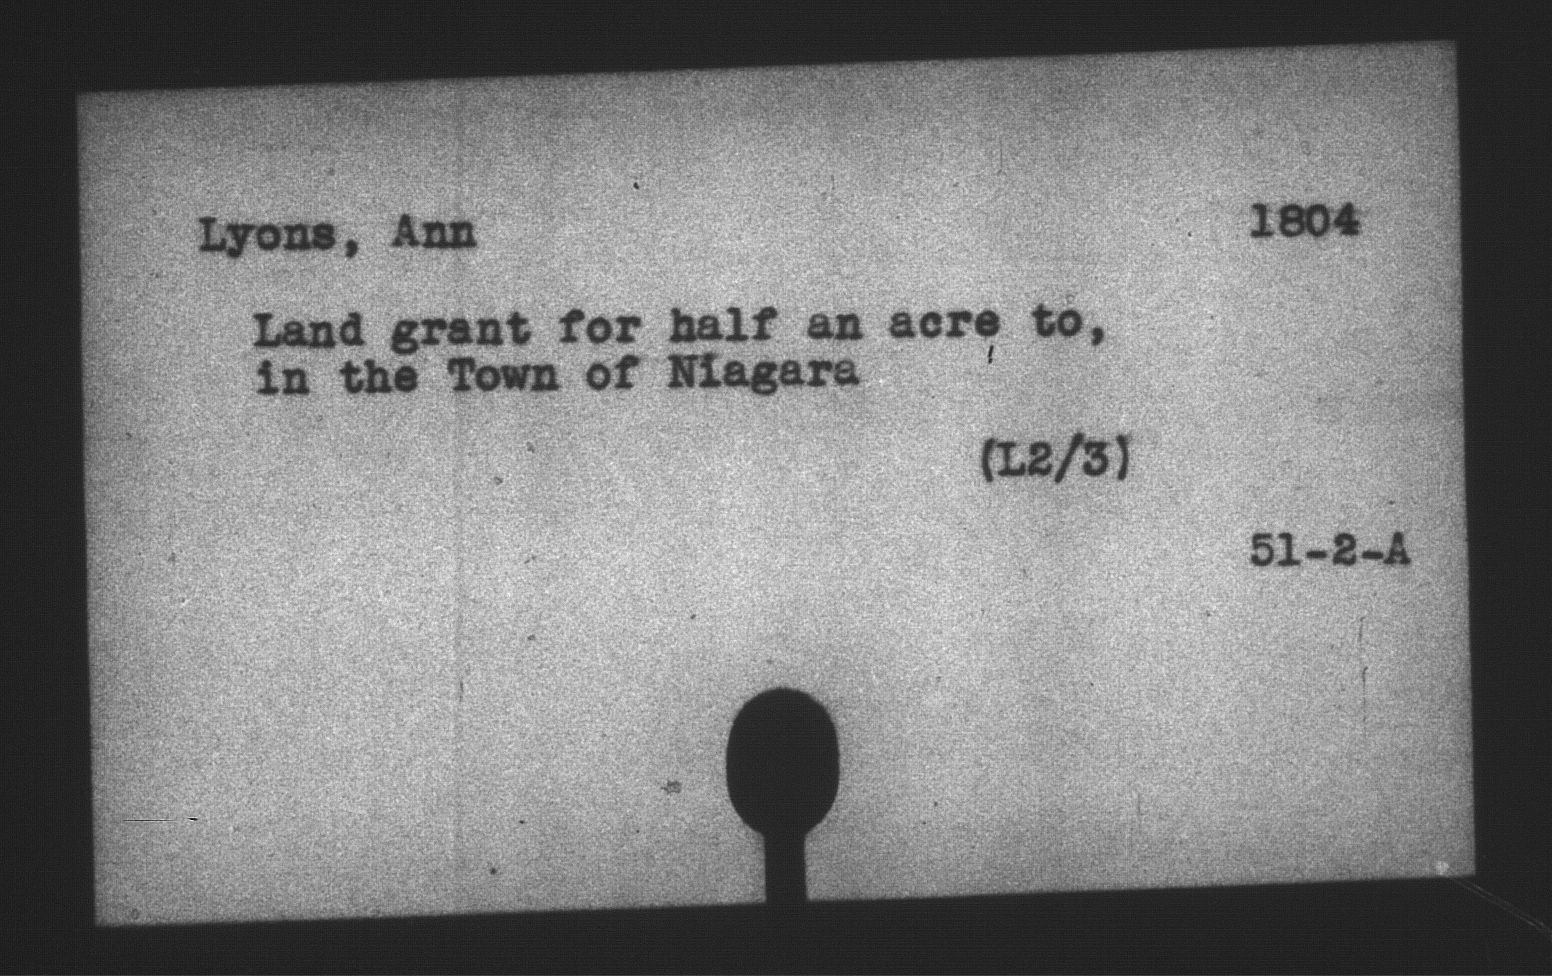 Lyons, Ann 1804
Land grant for half an acre to,
in the Town of Niagara
(L2/3)
51-2-A